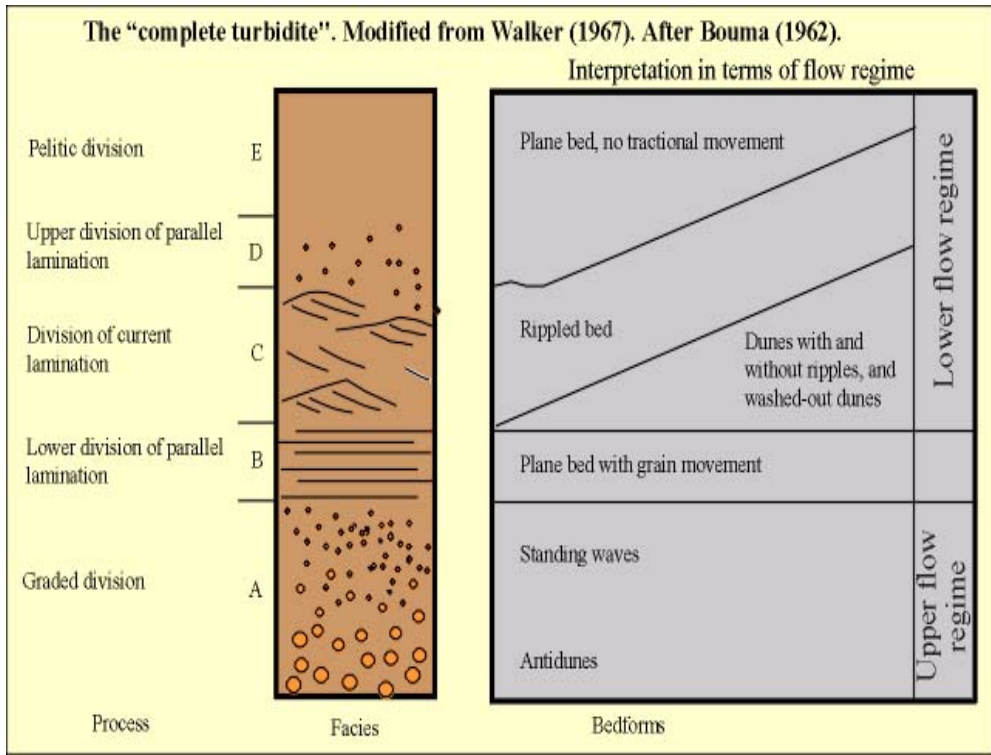 The “complete turbidite". Modified from Walker (1967). After Bouma (1962).
Interpretation in terms of flow regime
Pelitic division
E
Upper division of parallel
lamination
D
Division of current
lamination
C
Lower division of parallel
lamination
B
Graded division
A
Plane bed, no tractional movement
Rippled bed
Dunes with and
without ripples, and
washed-out dunes
Plane bed with grain movement
Standing waves
Antidunes
Lower flow regime
Upper flow
regime
Process
Facies
Bedforms